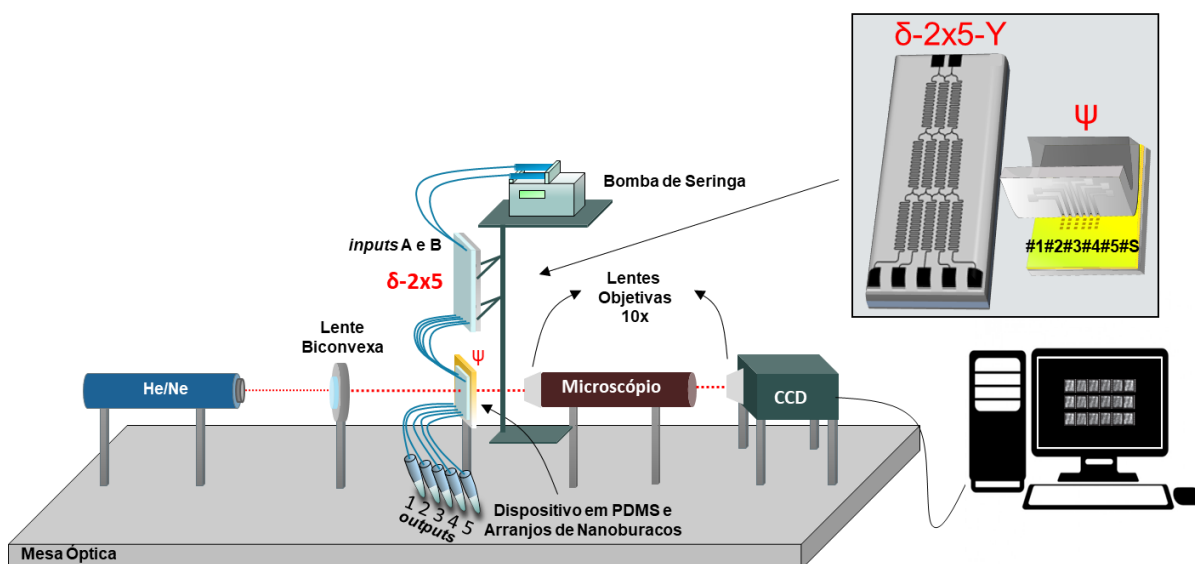 δ-2x5-Y
ψ
#1#2#3#4#5#S
Bomba de Seringa
inputs A e B
δ-2x5
Lentes
Objetivas
10x
Lente
Biconvexa
ψ
He/Ne
Microscópio
CCD
1 2 3 4 5
outputs
Dispositivo em PDMS e
Arranjos de Nanoburacos
Mesa Óptica